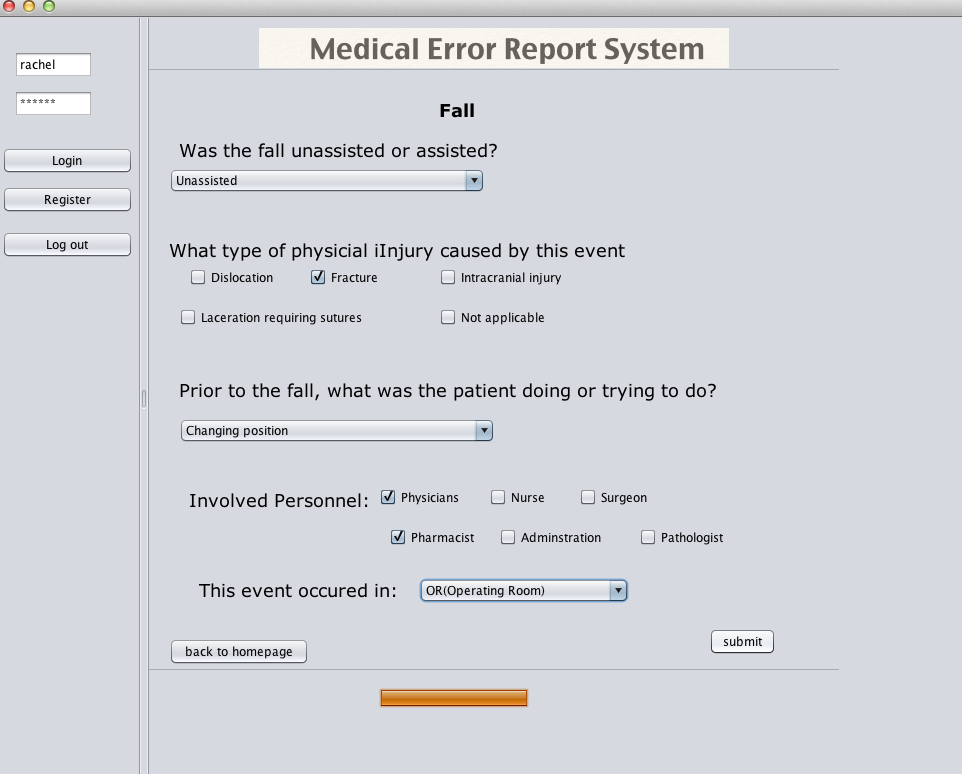 Medical Error Report System
rachel
******
Login
Register
Log out
Fall
Was the fall unassisted or assisted?
Unassisted
What type of physicial iInjury caused by this event
Dislocation Fracture Intracranial injury
Laceration requiring sutures Not applicable
Prior to the fall, what was the patient doing or trying to do?
Changing position
Involved Personnel: Physicians Nurse Surgeon
Pharmacist Adminstration Pathologist
This event occured in: OR(Operating Room)
submit
back to homepage